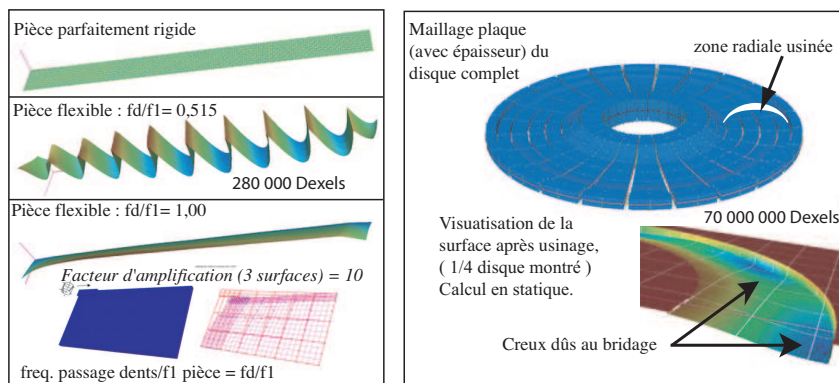 Pièce parfaitement rigide
Pièce flexible : fd/f1= 0,515
280 000 Dexels
Pièce flexible : fd/f1= 1,00
Facteur d'amplification (3 surfaces) = 10
freq. passage dents/f1 pièce = fd/f1
Maillage plaque
(avec épaisseur) du
disque complet
zone radiale usinée
70 000 000 Dexels
Visuatisation de la
surface après usinage,
( 1/4 disque montré )
Calcul en statique.
Creux dûs au bridage